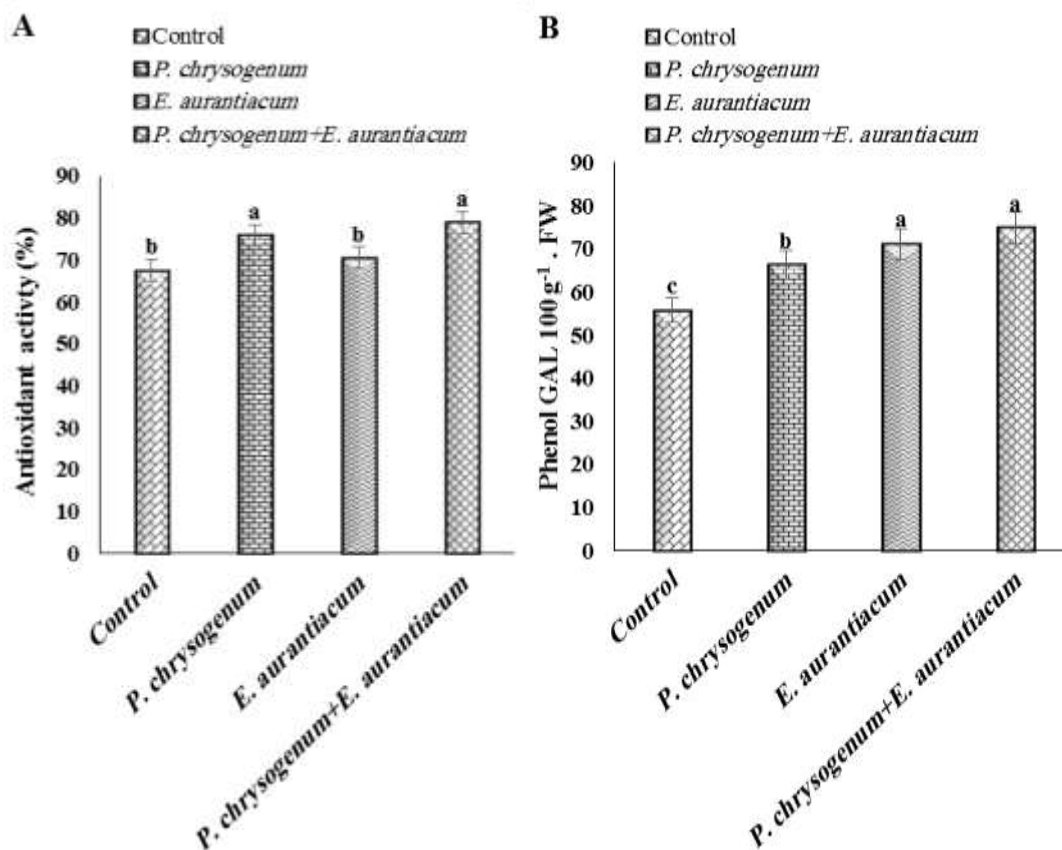 A
Control
P. chrysogenum
E. aurantiacum
P. chrysogenum+E. aurantiacum
Antioxidant activty (%)
90
80
70
60
50
40
30
20
10
0
b
a
b
a
Control
P. chrysogenum
E. aurantiacum
P. chrysogenum+E. aurantiacum
B
Control
P. chrysogenum
E. aurantiacum
P. chrysogenum+E. aurantiacum
Phenol GAL 100 g⁻¹ . FW
90
80
70
60
50
40
30
20
10
0
c
b
a
a
Control
P. chrysogenum
E. aurantiacum
P. chrysogenum+E. aurantiacum